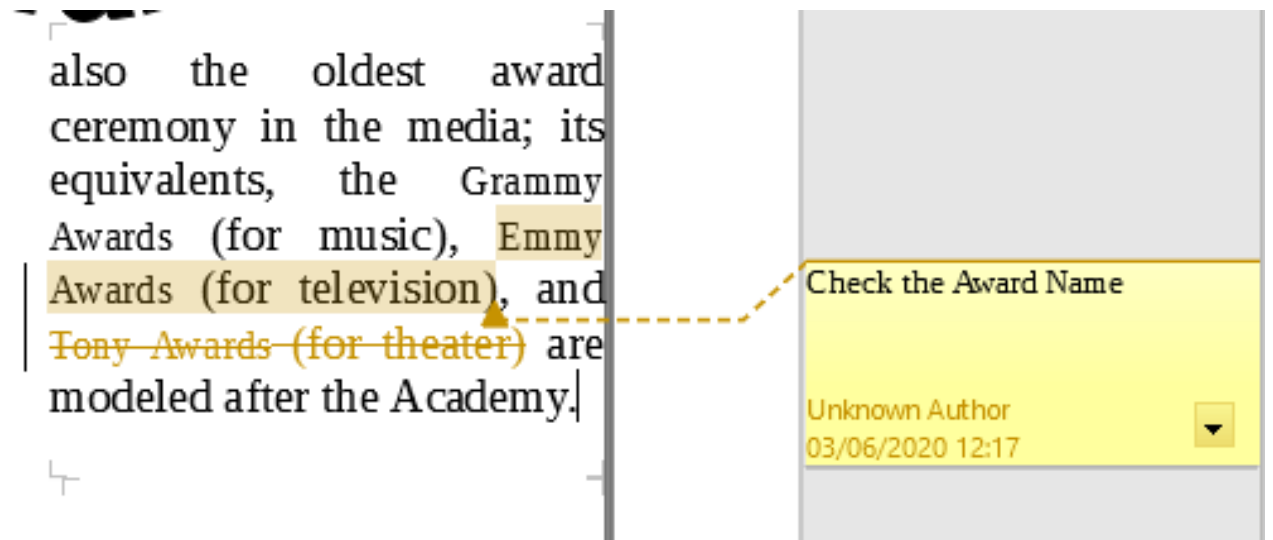 also the oldest award
ceremony in the media; its
equivalents, the Grammy
Awards (for music), Emmy
Awards (for television), and
Tony Awards (for theater) are
modeled after the Academy.
Check the Award Name
Unknown Author
03/06/2020 12:17